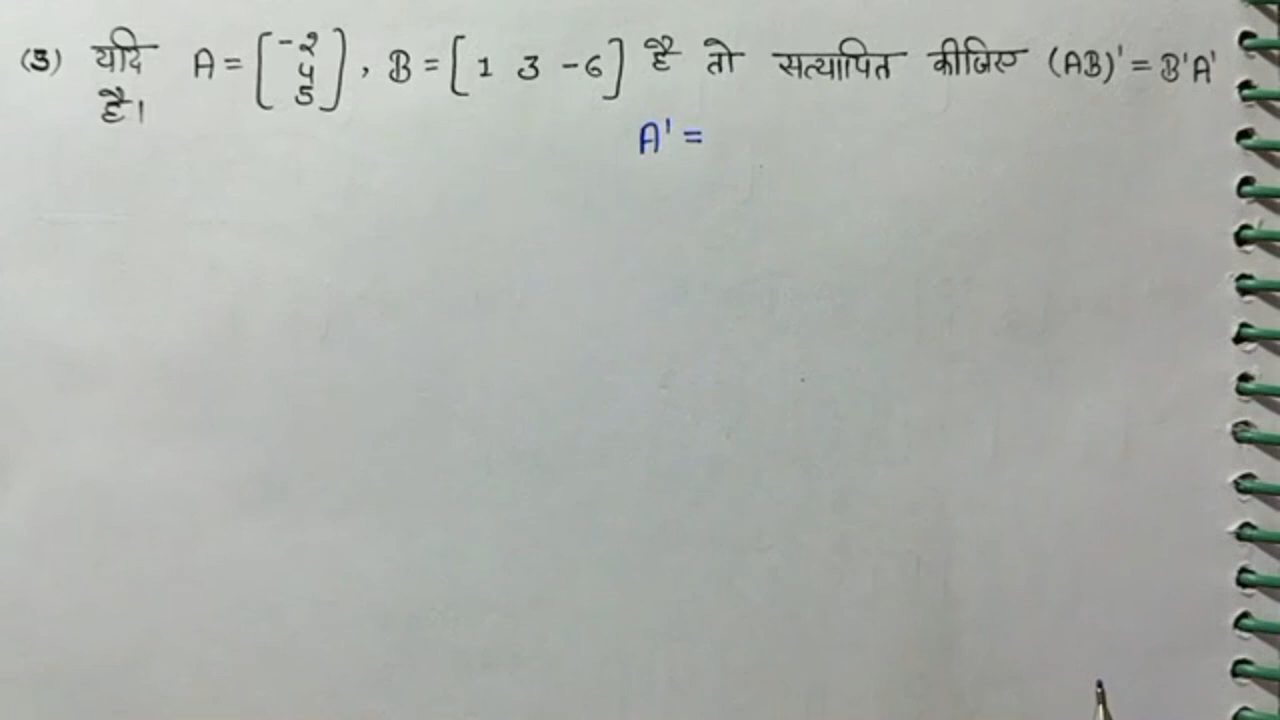 (3) यदि A = [ -2 4 5 ], B = [ 1 3 -6 ] है तो सत्यापित कीजिए (AB)' = B'A'
है।
A' =